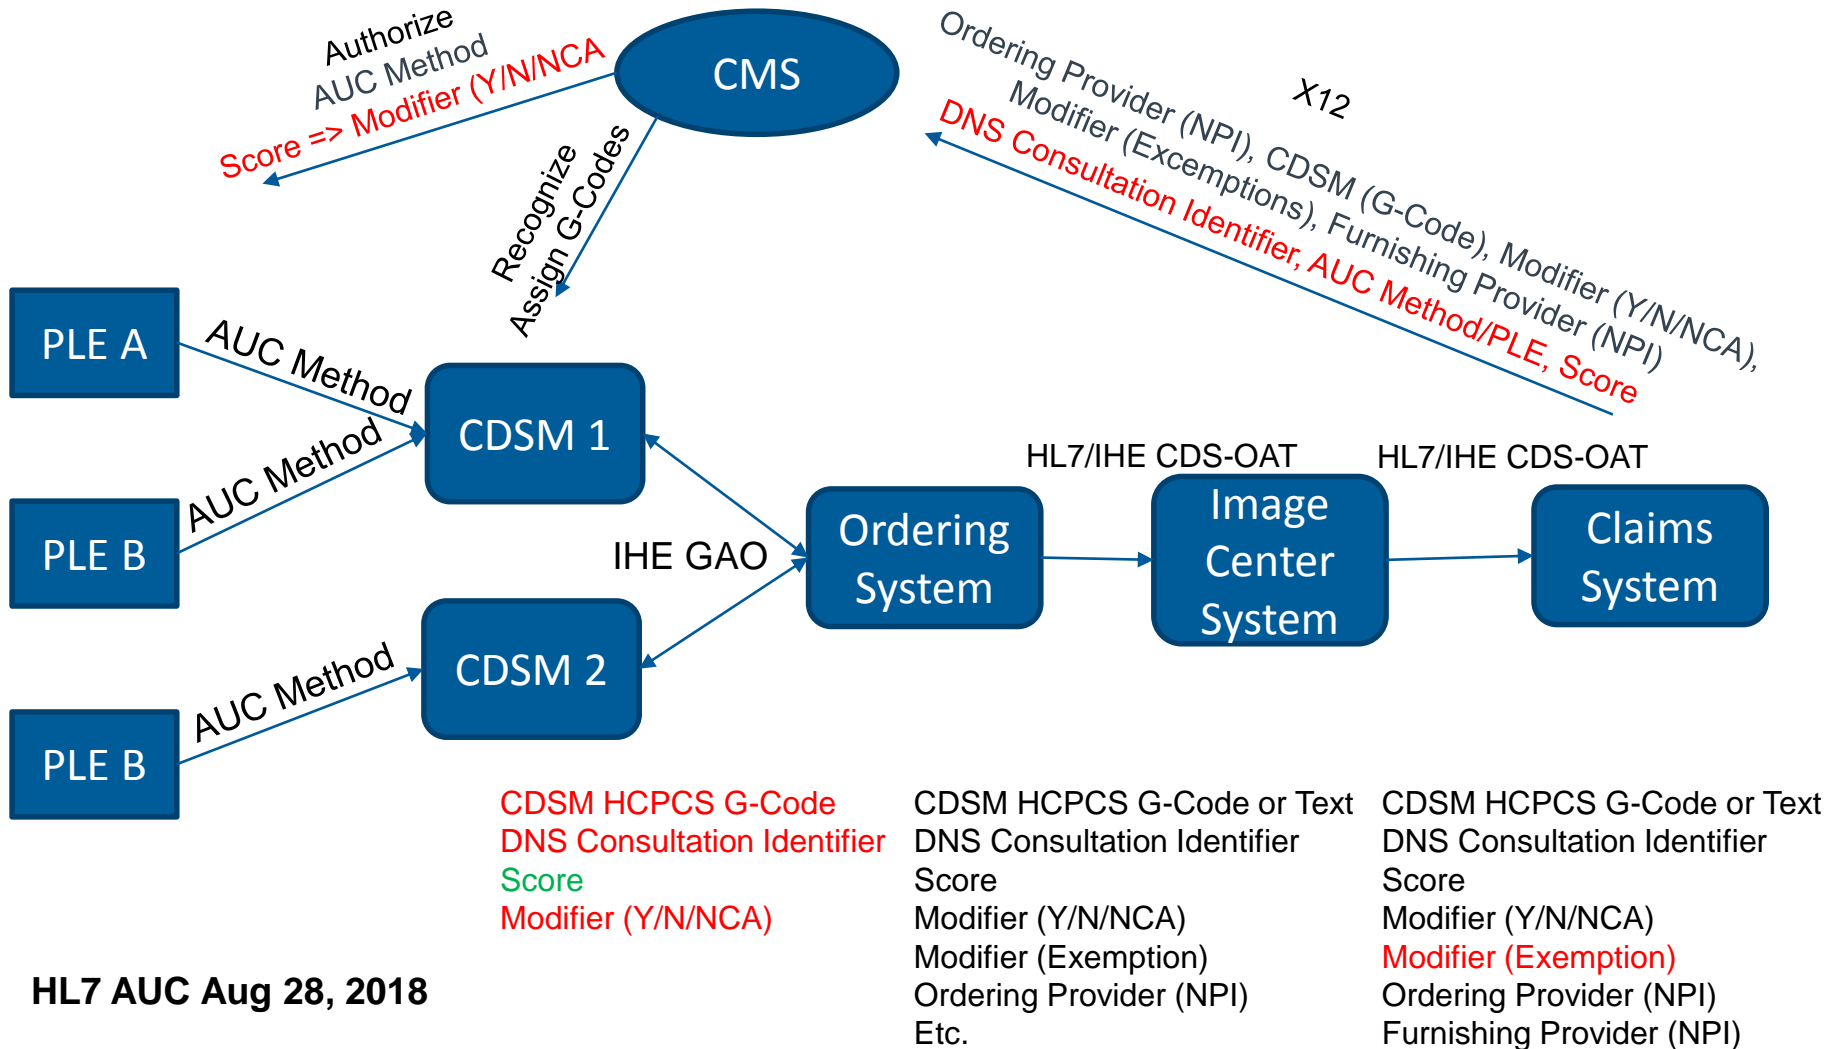 Authorize
AUC Method
Score => Modifier (Y/N/NCA
CMS
Recognize
Assign G-Codes
X12
Ordering Provider (NPI), CDSM (G-Code), Modifier (Y/N/NCA),
Modifier (Excemptions), Furnishing Provider (NPI)
DNS Consultation Identifier, AUC Method/PLE, Score
PLE A
AUC Method
PLE B
AUC Method
PLE B
AUC Method
CDSM 1
CDSM 2
IHE GAO
Ordering
System
HL7/IHE CDS-OAT
Image
Center
System
HL7/IHE CDS-OAT
Claims
System
CDSM HCPCS G-Code
DNS Consultation Identifier
Score
Modifier (Y/N/NCA)
CDSM HCPCS G-Code or Text
DNS Consultation Identifier
Score
Modifier (Y/N/NCA)
Modifier (Exemption)
Ordering Provider (NPI)
Etc.
CDSM HCPCS G-Code or Text
DNS Consultation Identifier
Score
Modifier (Y/N/NCA)
Modifier (Exemption)
Ordering Provider (NPI)
Furnishing Provider (NPI)
HL7 AUC Aug 28, 2018